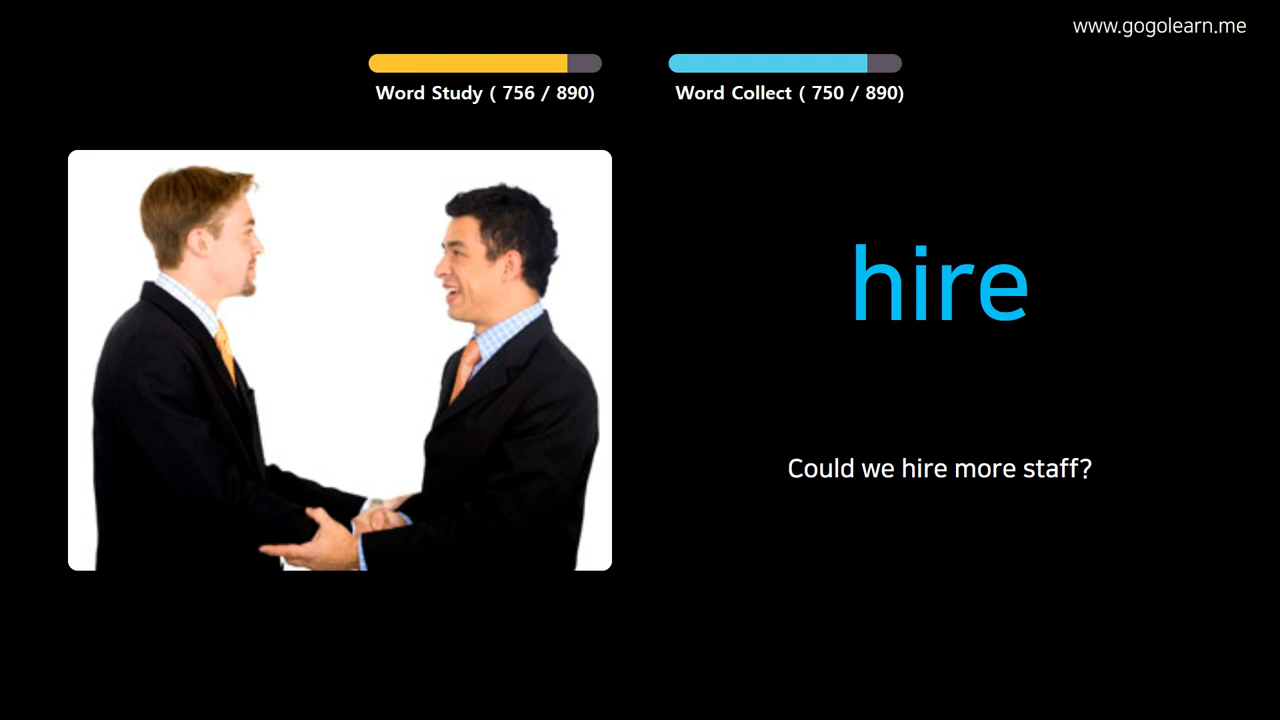 www.gogolearn.me
Word Study ( 756 / 890)
Word Collect ( 750 / 890)
hire
Could we hire more staff?